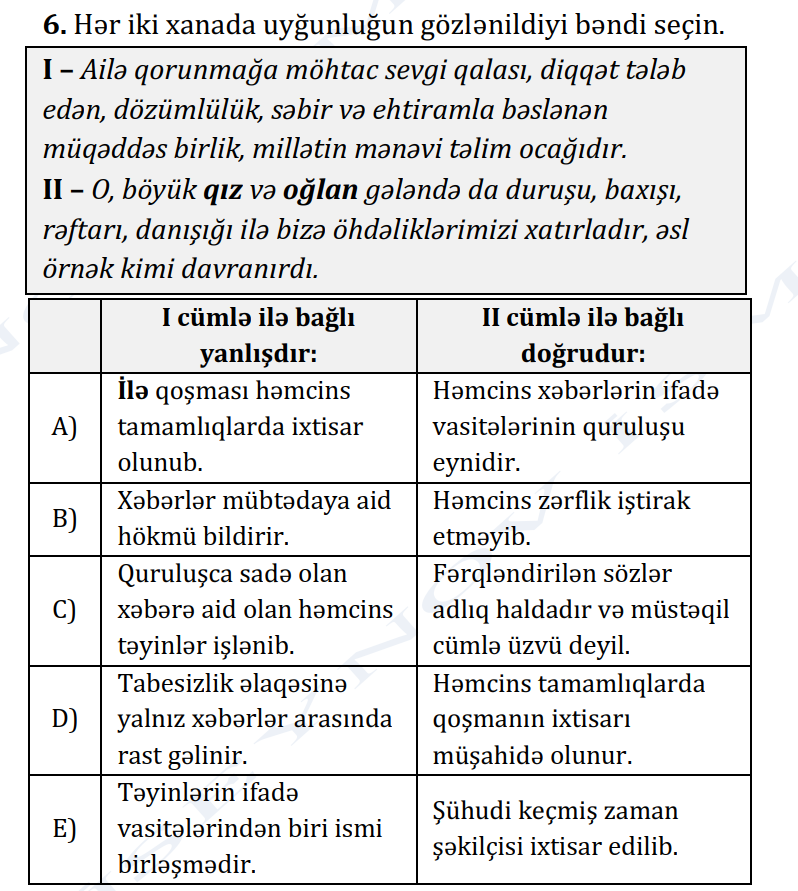 6. Hər iki xanada uyğunluğun gözlənildiyi bəndi seçin.
I – Ailə qorunmağa möhtac sevgi qalası, diqqət tələb
edən, dözümlülük, səbir və ehtiramla bəslənən
müqəddəs birlik, millətin mənəvi təlim ocağıdır.
II – O, böyük qız və oğlan gələndə da duruşu, baxışı,
rəftarı, danışığı ilə bizə öhdəliklərimizi xatırladır, əsl
örnək kimi davranırdı.
I cümlə ilə bağlı
yanlışdır:
II cümlə ilə bağlı
doğrudur:
A)
İlə qoşması həmcins
tamamlıqlarda ixtisar
olunub.
Həmcins xəbərlərin ifadə
vasitələrinin quruluşu
eynidir.
B)
Xəbərlər mübtədaya aid
hökmü bildirir.
Həmcins zərflik iştirak
etməyib.
C)
Quruluşca sadə olan
xəbərə aid olan həmcins
təyinlər işlənib.
Fərqləndirilən sözlər
adlıq haldadır və müstəqil
cümlə üzvü deyil.
D)
Tabesizlik əlaqəsinə
yalnız xəbərlər arasında
rast gəlinir.
Həmcins tamamlıqlarda
qoşmanın ixtisarı
müşahidə olunur.
E)
Təyinlərin ifadə
vasitələrindən biri ismi
birləşmədir.
Şühudi keçmiş zaman
şəkilçisi ixtisar edilib.